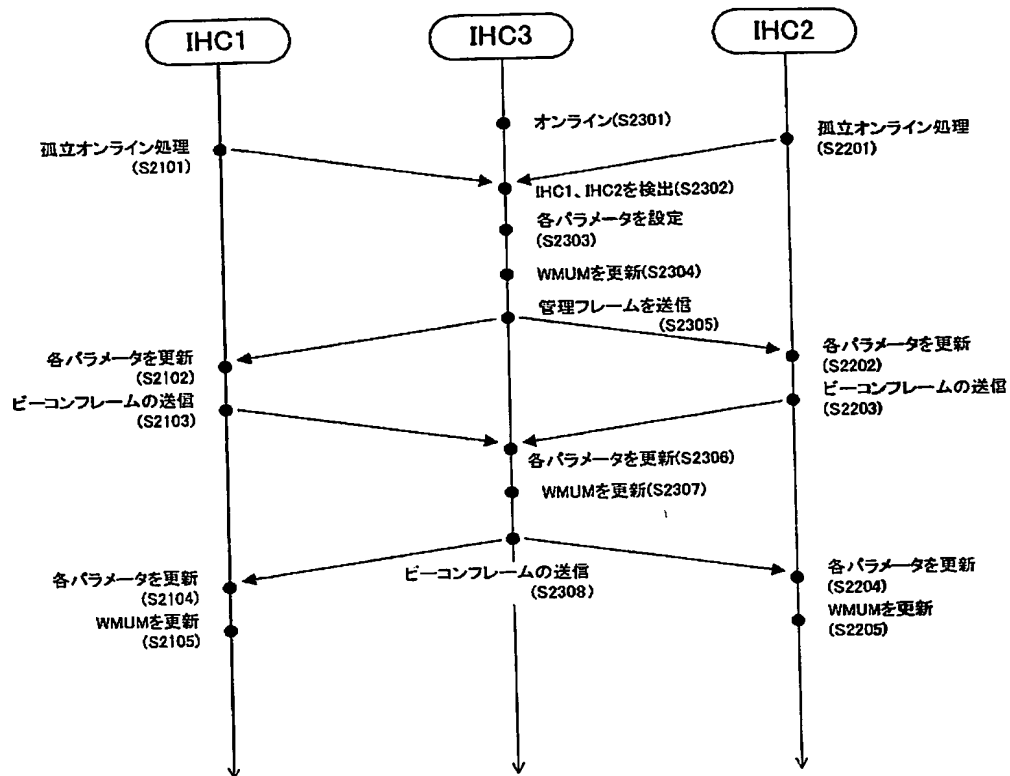 IHC1
IHC3
IHC2
オンライン(S2301)
孤立オンライン処理
(S2101)
孤立オンライン処理
(S2201)
IHC1、IHC2を検出(S2302)
各パラメータを設定
(S2303)
WMUMを更新(S2304)
管理フレームを送信
(S2305)
各パラメータを更新
(S2102)
各パラメータを更新
(S2202)
ビーコンフレームの送信
(S2103)
ビーコンフレームの送信
(S2203)
各パラメータを更新(S2306)
WMUMを更新(S2307)
ビーコンフレームの送信
(S2308)
各パラメータを更新
(S2104)
各パラメータを更新
(S2204)
WMUMを更新
(S2105)
WMUMを更新
(S2205)